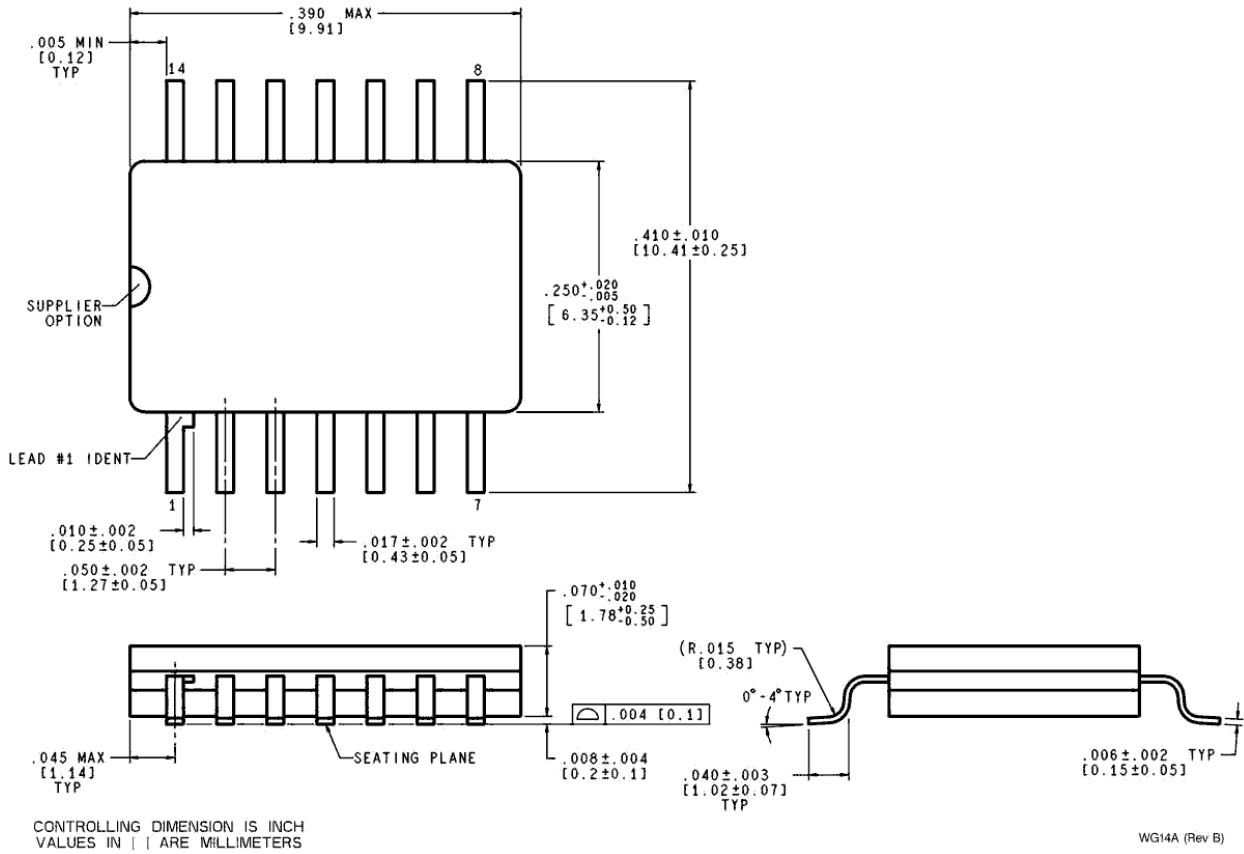 .390 MAX
[9.91]
.005 MIN
[0.12]
TYP
14
8
.410±.010
[10.41±0.25]
.250+.020
-.005
[ 6.35+0.50
-0.12 ]
SUPPLIER
OPTION
LEAD #1 IDENT
1
7
.010±.002
[0.25±0.05]
.017±.002 TYP
[0.43±0.05]
.050±.002 TYP
[1.27±0.05]
.070+.010
-.020
[ 1.78+0.25
-0.50 ]
(R.015 TYP)
[0.38]
0°-4° TYP
.004 [0.1]
.045 MAX
[1.14]
TYP
SEATING PLANE
.008±.004
[0.2±0.1]
.040±.003
[1.02±0.07]
TYP
.006±.002 TYP
[0.15±0.05]
CONTROLLING DIMENSION IS INCH
VALUES IN [ ] ARE MILLIMETERS
WG14A (Rev B)